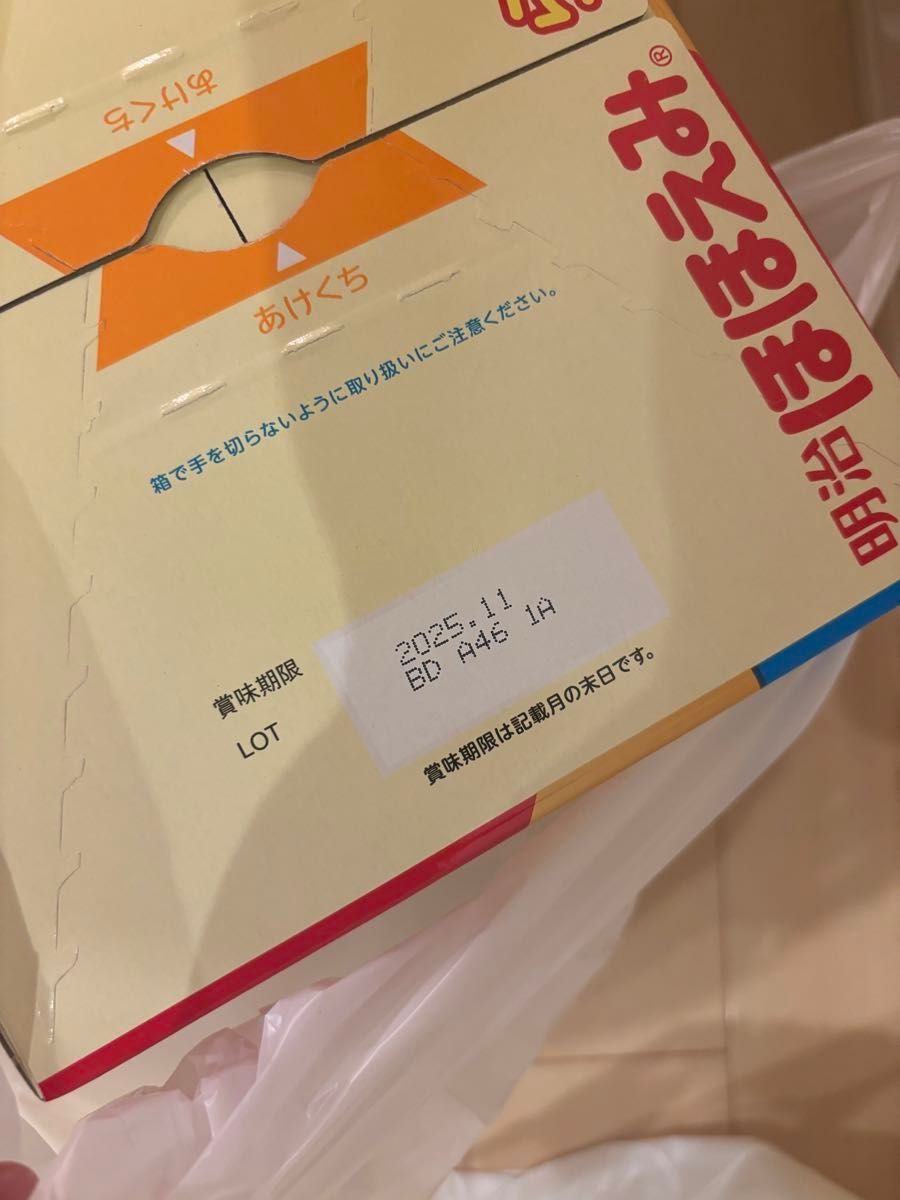 あけくち
あけくち
箱で手を切らないように取り扱いにご注意ください。
明治ほほえみ®
賞味期限 2025.11
LOT BD A46 1A
賞味期限は記載月の末日です。